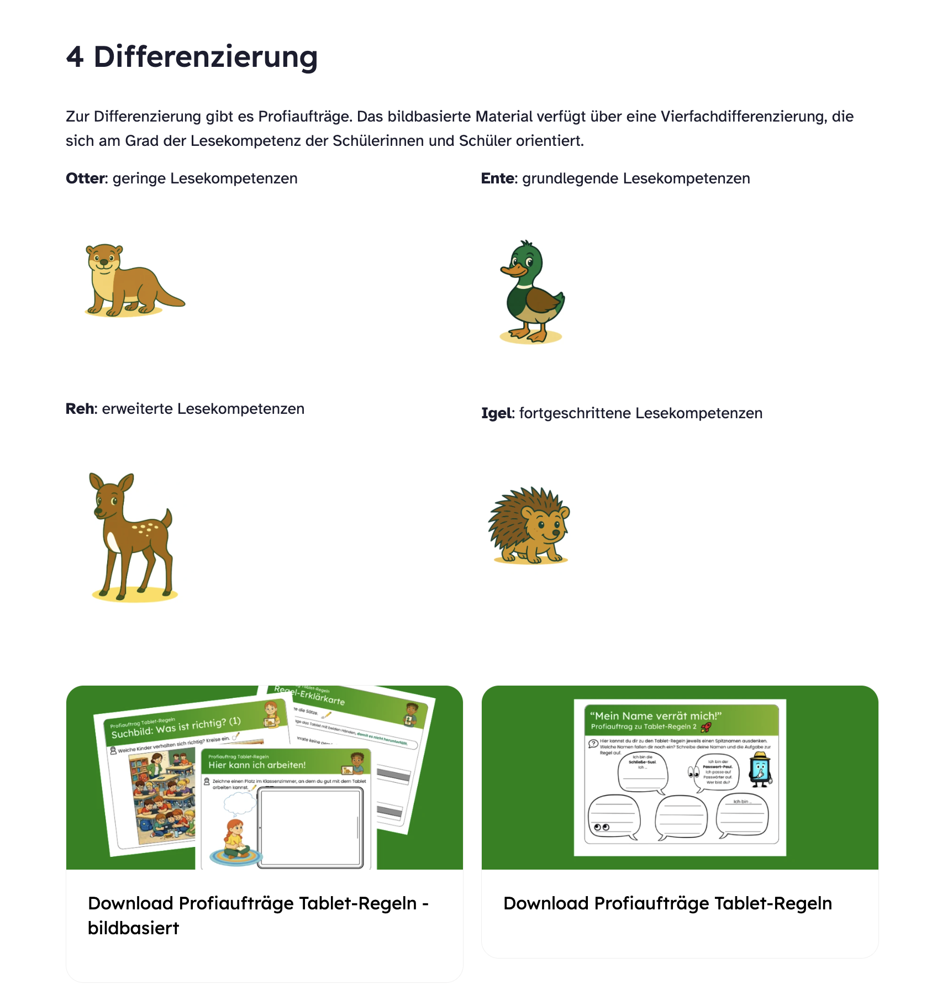 4 Differenzierung
Zur Differenzierung gibt es Profiaufträge. Das bildbasierte Material verfügt über eine Vierfachdifferenzierung, die
sich am Grad der Lesekompetenz der Schülerinnen und Schüler orientiert.
Otter: geringe Lesekompetenzen
Ente: grundlegende Lesekompetenzen
Reh: erweiterte Lesekompetenzen
Igel: fortgeschrittene Lesekompetenzen
Tablet-Regeln
Regel-Erklärkarte
die Sätze.
das Tablet mit beiden Händen, damit es nicht herunterfällt.
rrate keine
Profiauftrag Tablet-Regeln
Suchbild: Was ist richtig? (1)
Welche Kinder verhalten sich richtig? Kreise ein.
Profiauftrag Tablet-Regeln
Hier kann ich arbeiten!
Zeichne einen Platz im Klassenzimmer, an dem du gut mit dem Tablet
arbeiten kannst.
“Mein Name verrät mich!”
Profiauftrag zu Tablet-Regeln 2
Hier kannst du dir zu den Tablet-Regeln jeweils einen Spitznamen ausdenken.
Welche Namen fallen dir noch ein? Schreibe deine Namen und die Aufgabe zur
Regel auf.
Ich bin die
Schließe-Susi.
Ich ...
Ich bin der
Passwort-Paul.
Ich passe auf
Passwörter auf.
Wer bist du?
Ich bin ...
Download Profiaufträge Tablet-Regeln -
bildbasiert
Download Profiaufträge Tablet-Regeln